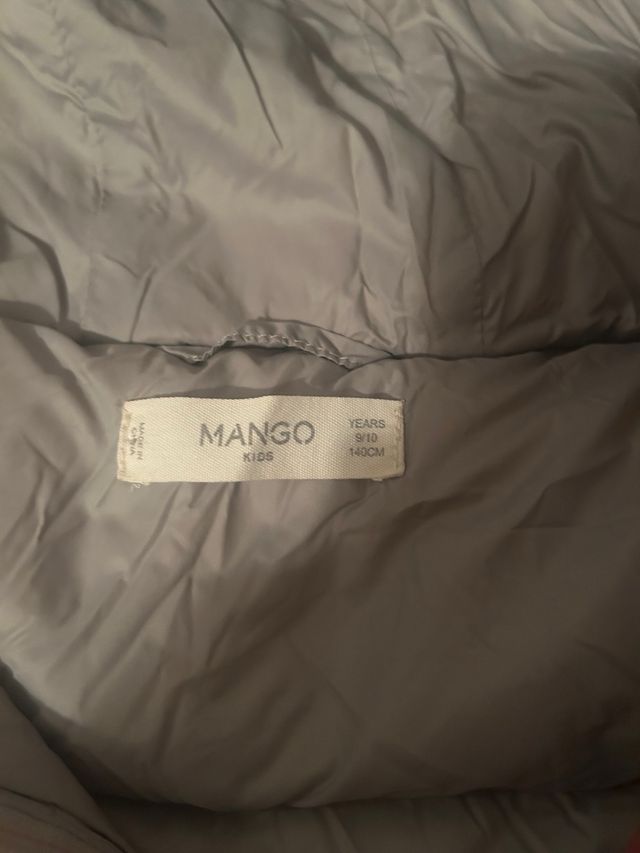 MADE IN
CHINA
MANGO
KIDS
YEARS
9/10
140CM